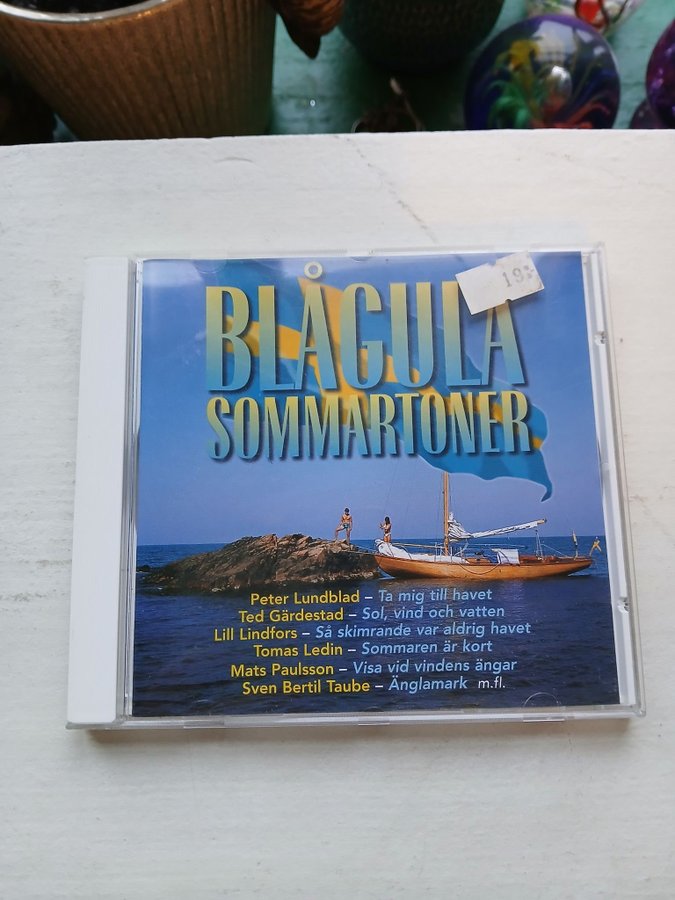 19:-
BLÅGULA
SOMMARTONER
Peter Lundblad – Ta mig till havet
Ted Gärdestad – Sol, vind och vatten
Lill Lindfors – Så skimrande var aldrig havet
Tomas Ledin – Sommaren är kort
Mats Paulsson – Visa vid vindens ängar
Sven Bertil Taube – Änglamark m.fl.